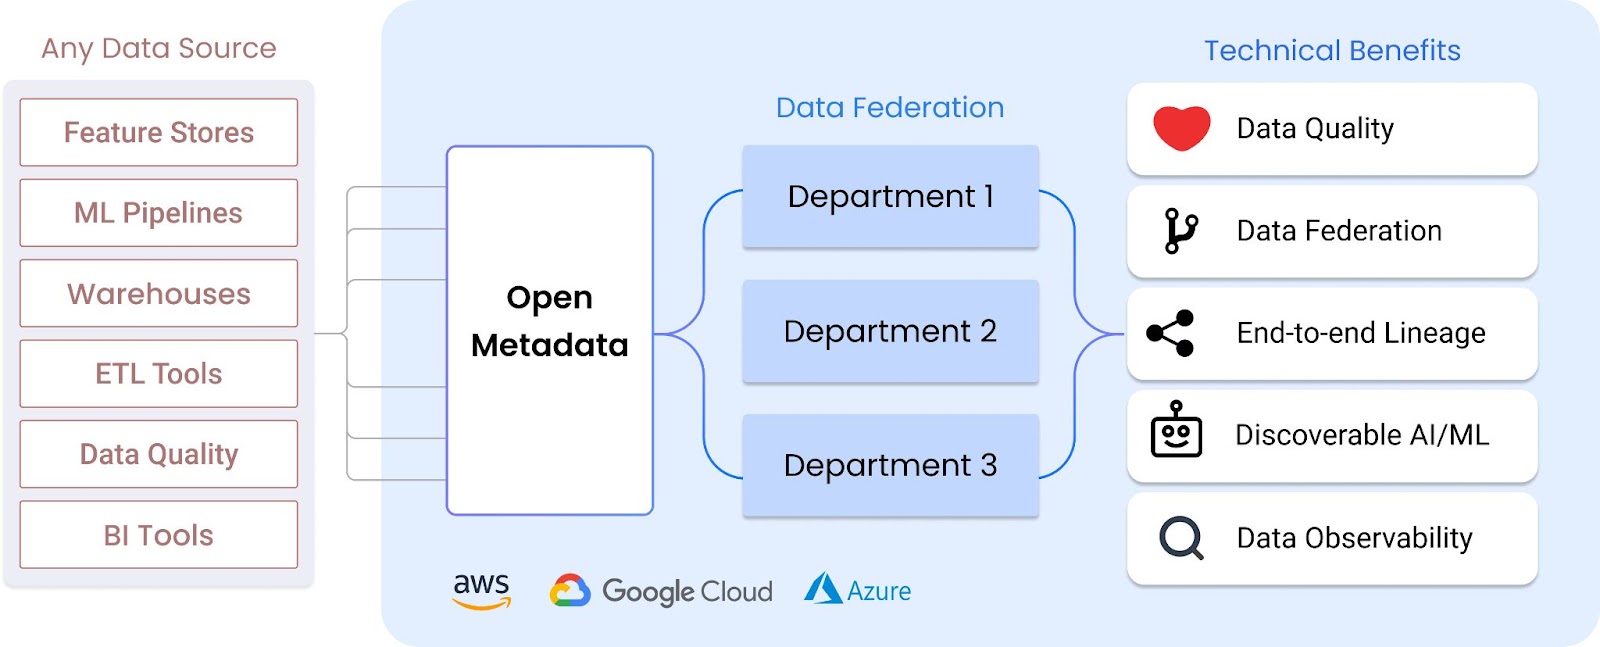 Any Data Source
Feature Stores
ML Pipelines
Warehouses
ETL Tools
Data Quality
BI Tools
Open
Metadata
Data Federation
Department 1
Department 2
Department 3
Technical Benefits
Data Quality
Data Federation
End-to-end Lineage
Discoverable AI/ML
Data Observability
aws
Google Cloud
Azure